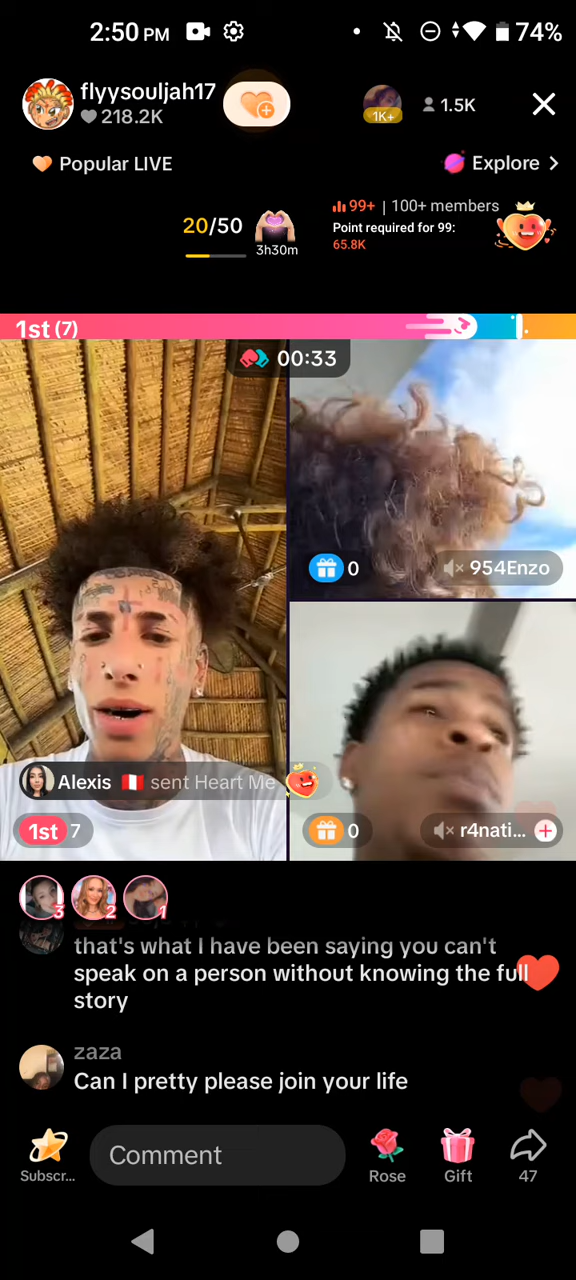 2:50 PM
74%
flyysouljah17
218.2K
1K+
1.5K
Popular LIVE
Explore >
20/50
3h30m
99+ | 100+ members
Point required for 99:
65.8K
1st (7)
00:33
0
954Enzo
Alexis sent Heart Me
1st 7
0
r4nati...
3
2
1
that's what I have been saying you can't
speak on a person without knowing the full
story
zaza
Can I pretty please join your life
Subscr...
Comment
Rose
Gift
47